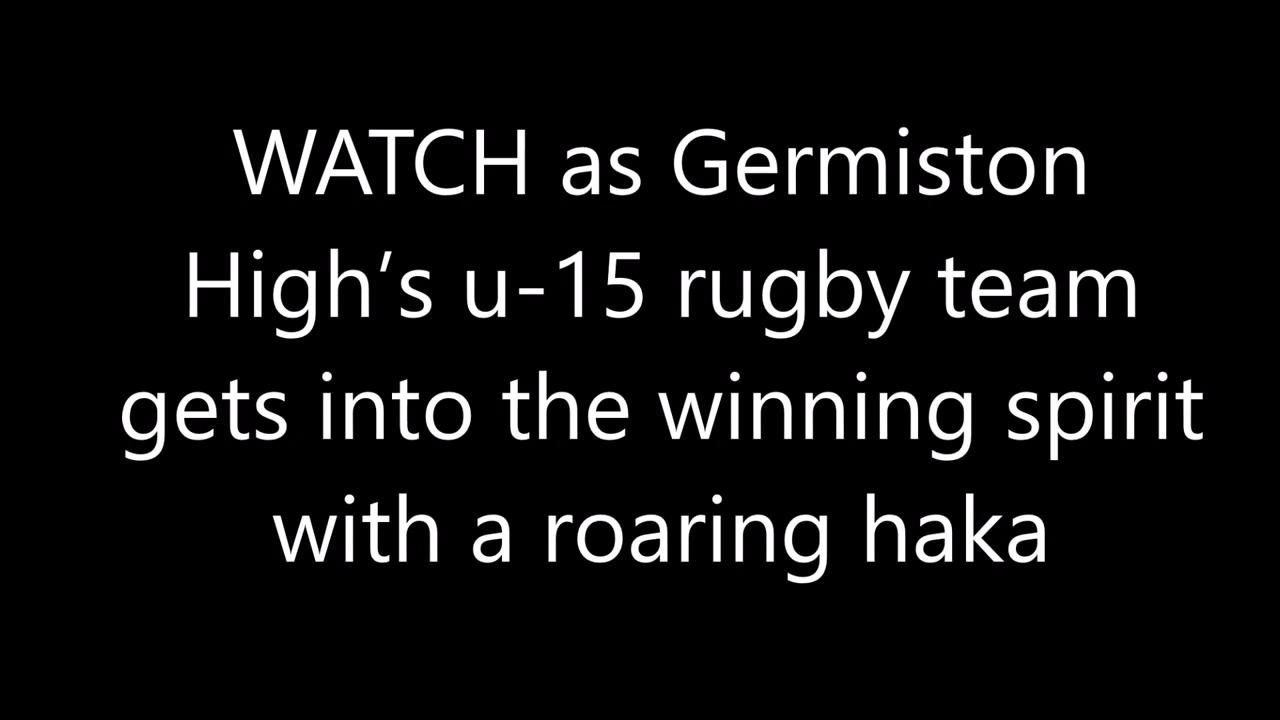 WATCH as Germiston
High’s u-15 rugby team
gets into the winning spirit
with a roaring haka